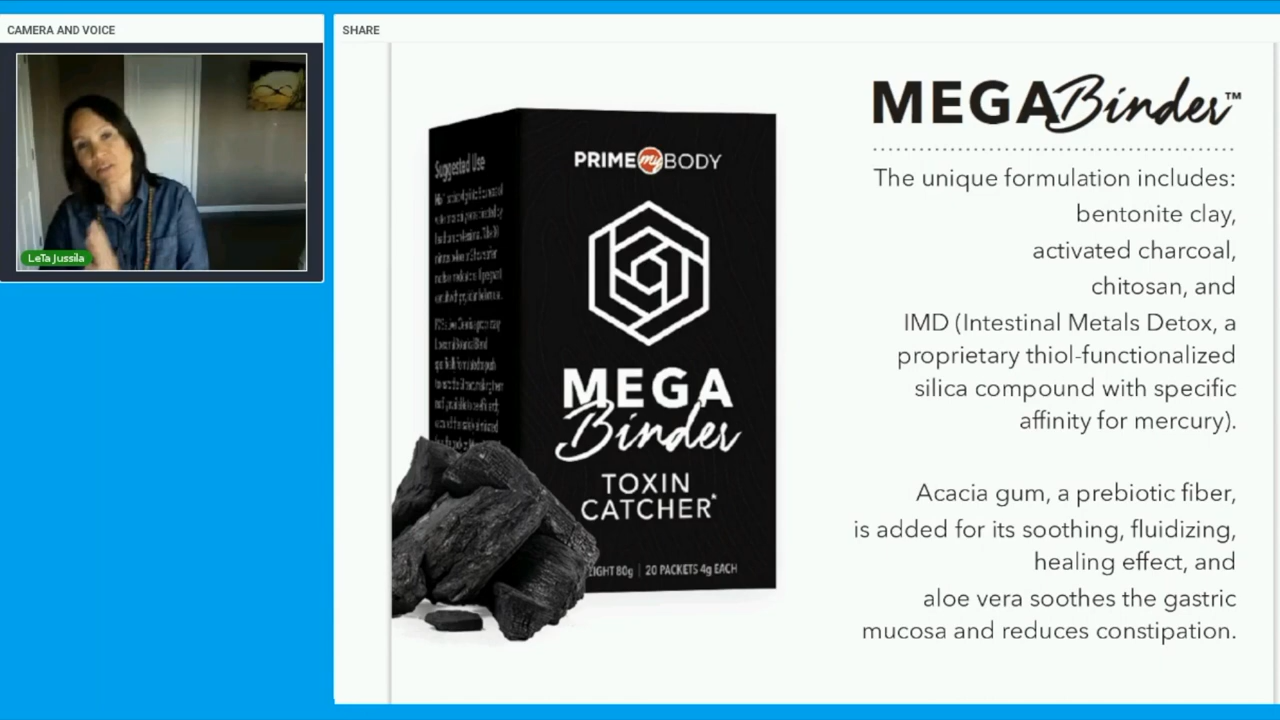 CAMERA AND VOICE
LeTa Jussila
SHARE
Suggested Use
PRIME my BODY
MEGA
Binder
TOXIN
CATCHER*
IGHT 80g | 20 PACKETS 4g EACH
MEGABinder™
The unique formulation includes:
bentonite clay,
activated charcoal,
chitosan, and
IMD (Intestinal Metals Detox, a
proprietary thiol-functionalized
silica compound with specific
affinity for mercury).
Acacia gum, a prebiotic fiber,
is added for its soothing, fluidizing,
healing effect, and
aloe vera soothes the gastric
mucosa and reduces constipation.